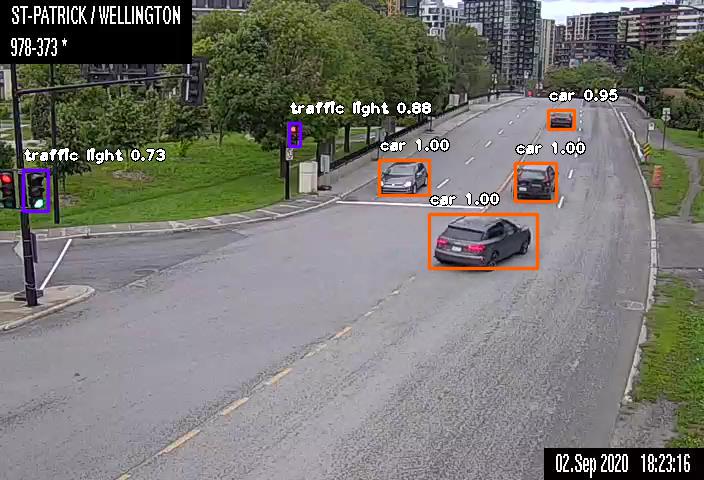 ST-PATRICK / WELLINGTON
978-373 *
car 0.95
traffic light 0.88
car 1.00
car 1.00
traffic light 0.73
car 1.00
02.Sep 2020 18:23:16